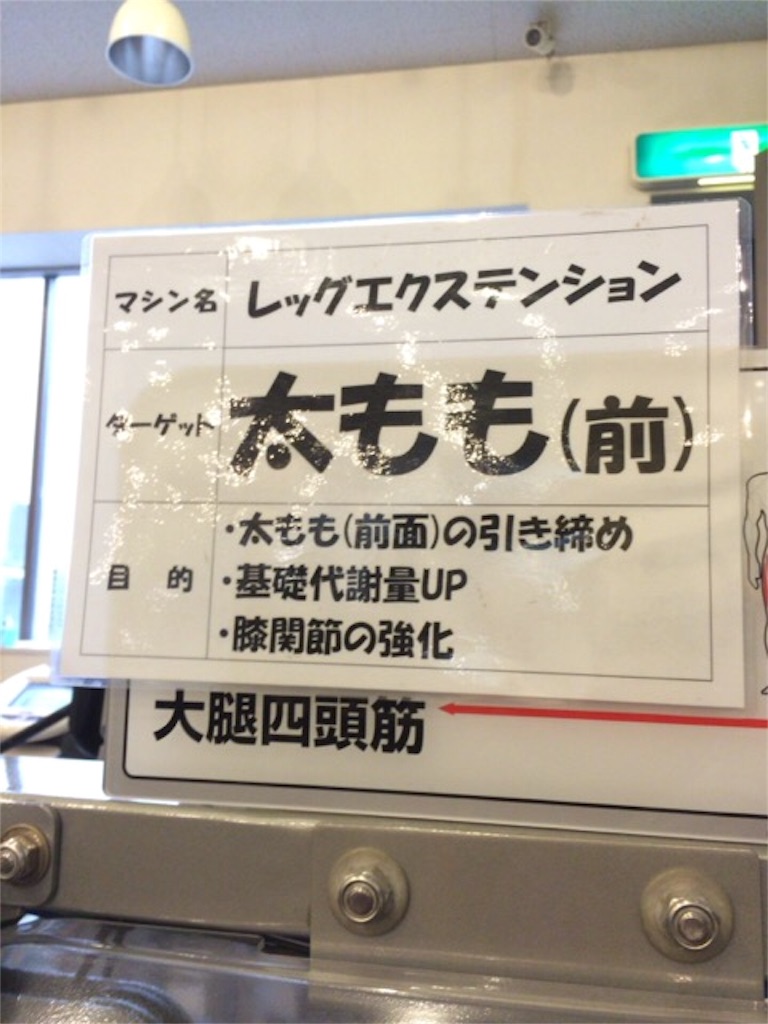 マシン名 レッグエクステンション
ターゲット 太もも(前)
目的 ・太もも(前面)の引き締め
・基礎代謝量UP
・膝関節の強化
大腿四頭筋